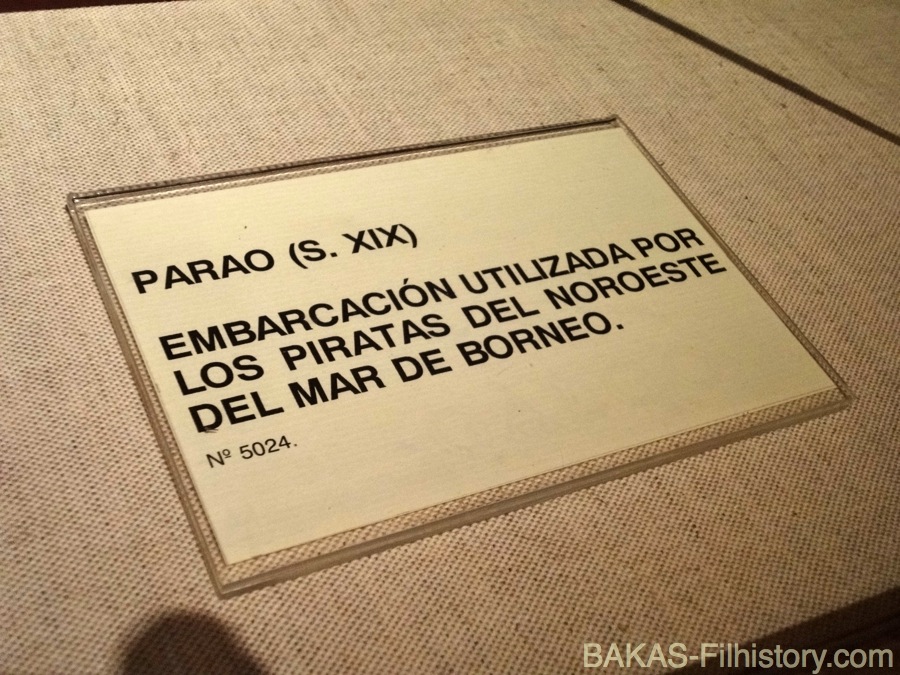 PARAO (S. XIX)
EMBARCACIÓN UTILIZADA POR
LOS PIRATAS DEL NOROESTE
DEL MAR DE BORNEO.
Nº 5024.
BAKAS-Filhistory.com